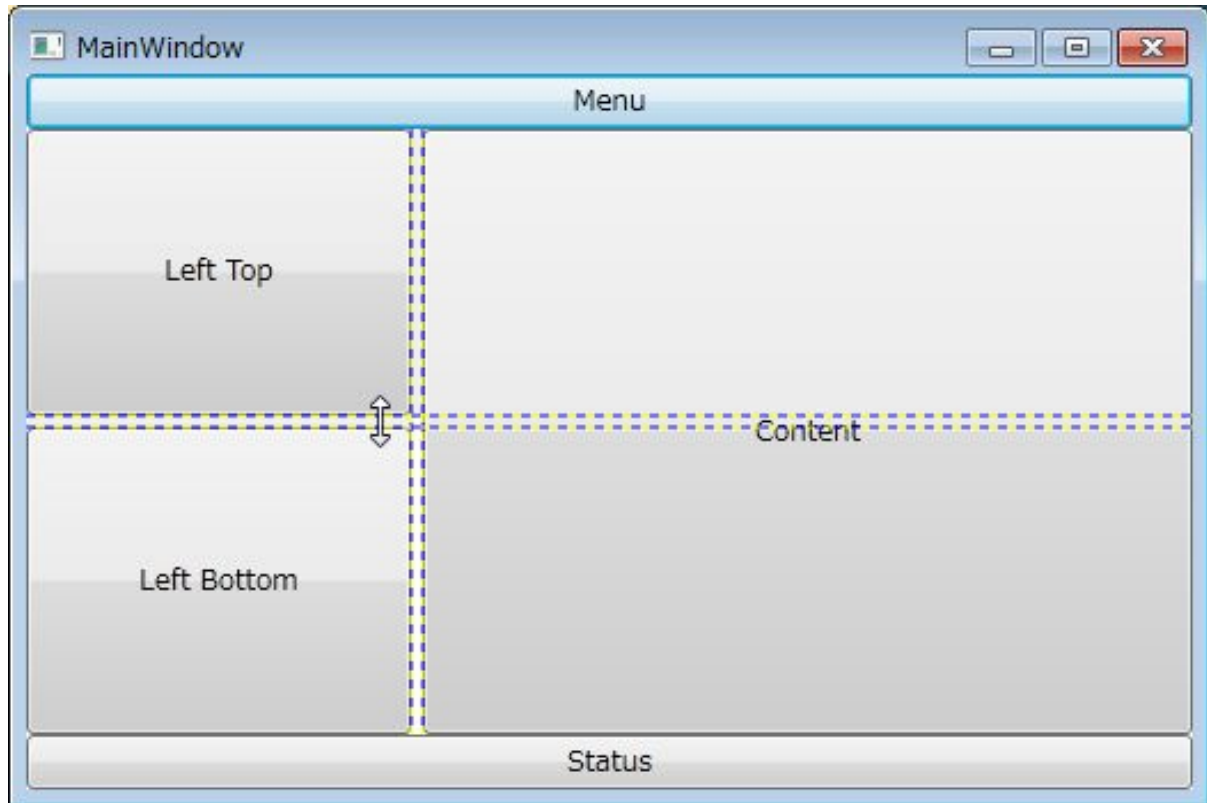 MainWindow
Menu
Left Top
Content
Left Bottom
Status